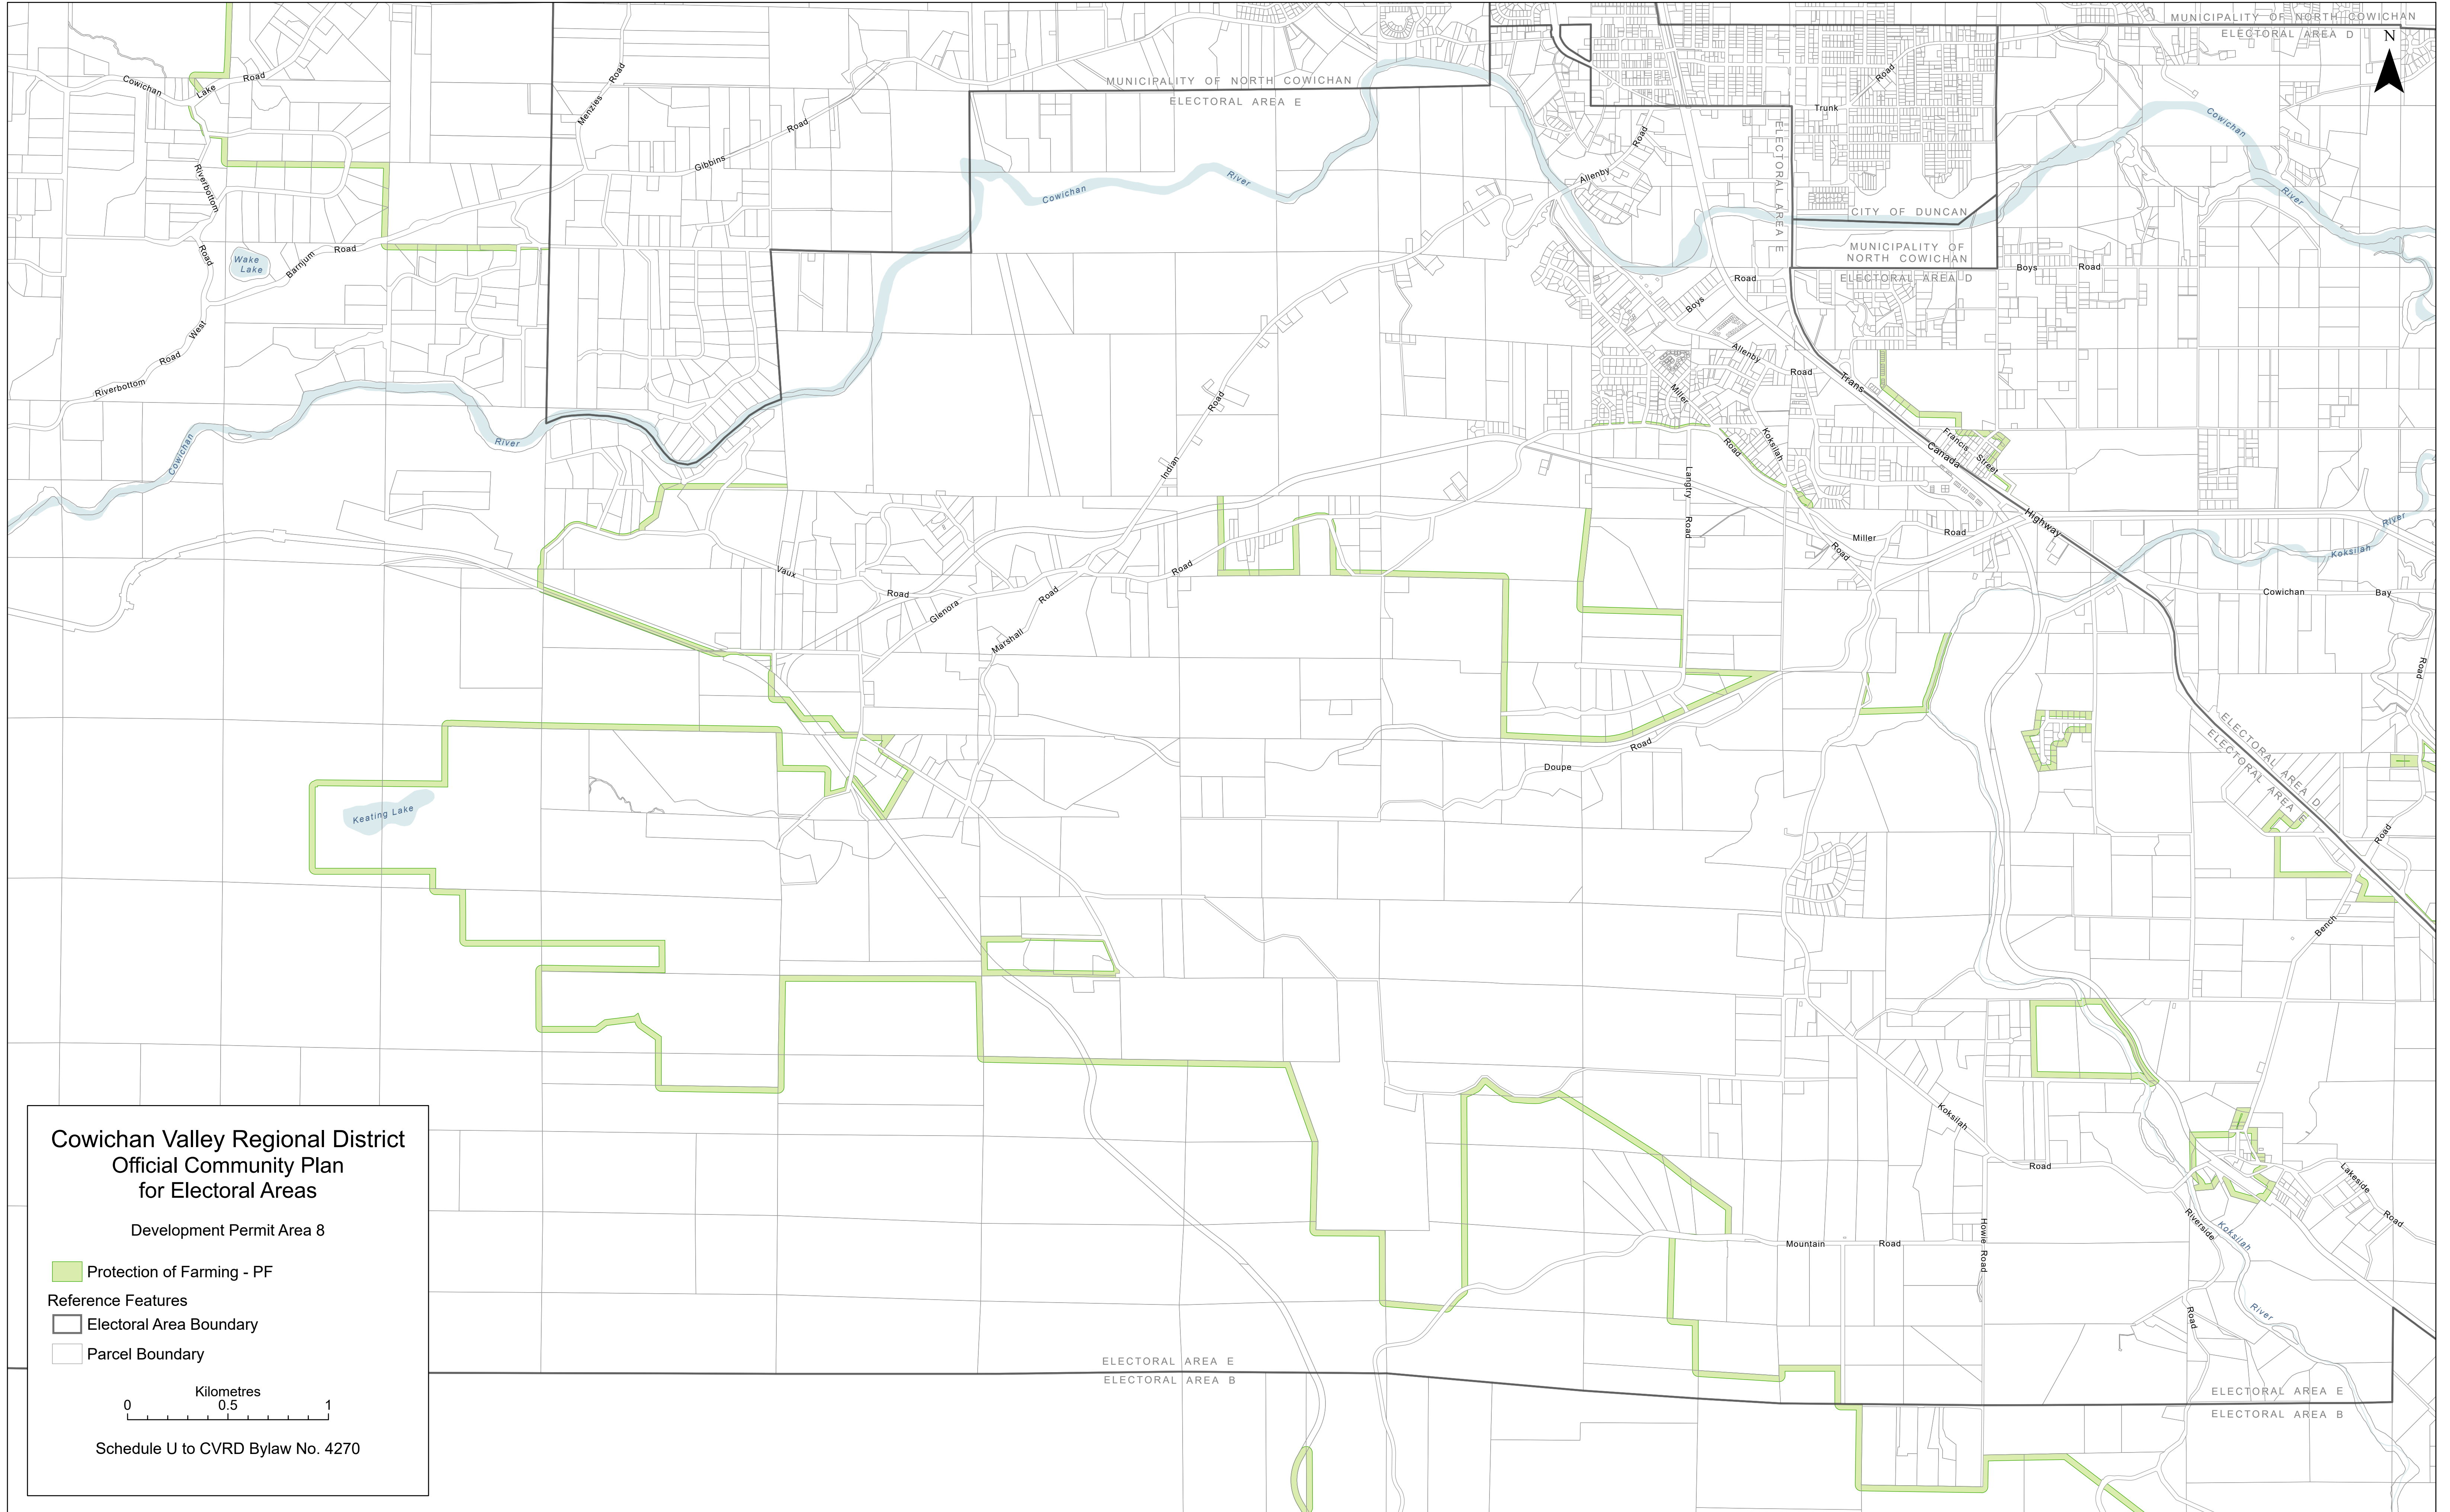 MUNICIPALITY OF NORTH COWICHAN
ELECTORAL AREA D
N
Cowichan
Lake
Road
Menzies
Road
MUNICIPALITY OF NORTH COWICHAN
ELECTORAL AREA E
Road
Trunk
Cowichan
River
Road
Gibbins
Riverbottom
Road
Cowichan
River
Road
Allenby
ELECTORAL AREA E
CITY OF DUNCAN
MUNICIPALITY OF
NORTH COWICHAN
ELECTORAL AREA D
Boys
Road
Wake
Lake
Barnjum
Road
Road
Boys
West
Road
Riverbottom
Allenby
Road
Trans
Canada
Highway
Miller
Road
Koksilah
Francis
Street
Cowichan
River
Road
Indian
Langtry
Road
Miller
Road
Road
River
Koksilah
Cowichan
Bay
Road
Vaux
Road
Glenora
Road
Marshall
Road
Doupe
Road
ELECTORAL AREA D
ELECTORAL AREA E
Keating Lake
Road
Bench
Koksilah
Road
Lakeside
Road
Riverside
Road
Koksilah
River
Howie Road
Mountain
Road
ELECTORAL AREA E
ELECTORAL AREA B
ELECTORAL AREA E
ELECTORAL AREA B
Cowichan Valley Regional District
Official Community Plan
for Electoral Areas
Development Permit Area 8
Protection of Farming - PF
Reference Features
Electoral Area Boundary
Parcel Boundary
Kilometres
0 0.5 1
Schedule U to CVRD Bylaw No. 4270